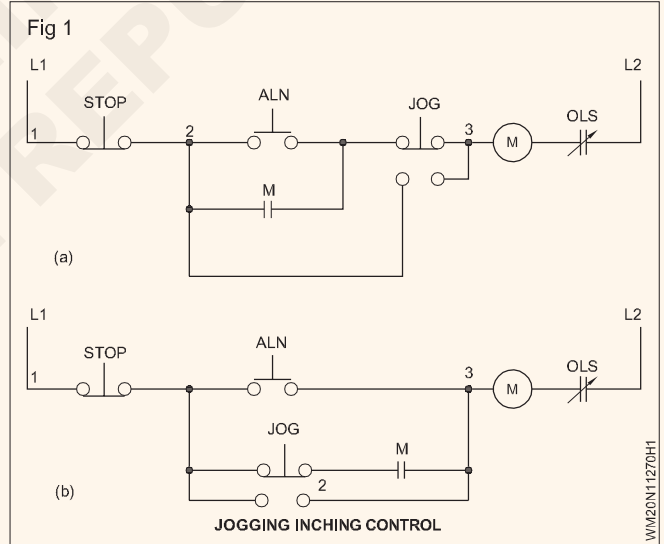 Fig 1
L1
L2
STOP
ALN
JOG
OLS
1
2
3
M
M
(a)
L1
L2
STOP
ALN
OLS
1
3
M
JOG
M
2
(b)
JOGGING INCHING CONTROL
WM20N11270H1
REPU